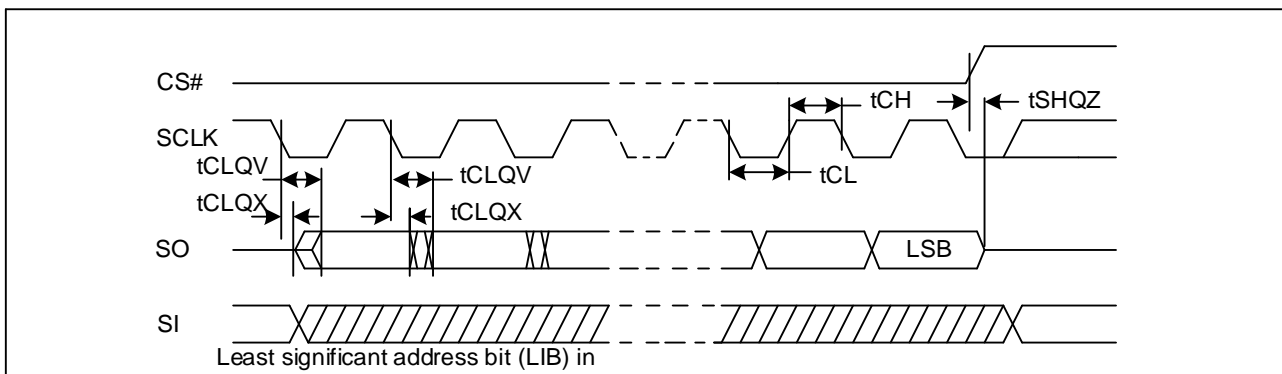 CS#
tCH
tSHQZ
SCLK
tCLQV
tCLQV
tCL
tCLQX
tCLQX
SO
LSB
SI
Least significant address bit (LIB) in